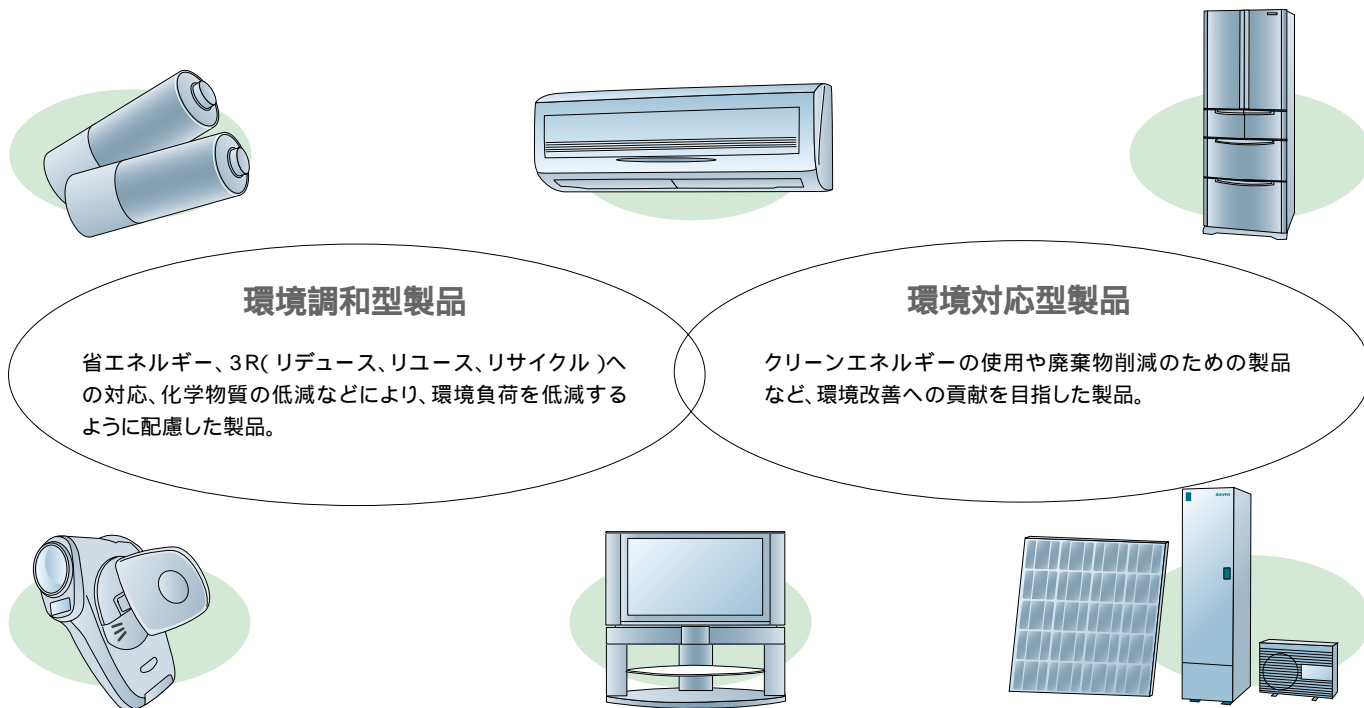 環境調和型製品
省エネルギー、3R(リデュース、リユース、リサイクル)へ
の対応、化学物質の低減などにより、環境負荷を低減する
ように配慮した製品。
環境対応型製品
クリーンエネルギーの使用や廃棄物削減のための製品
など、環境改善への貢献を目指した製品。
SANYO